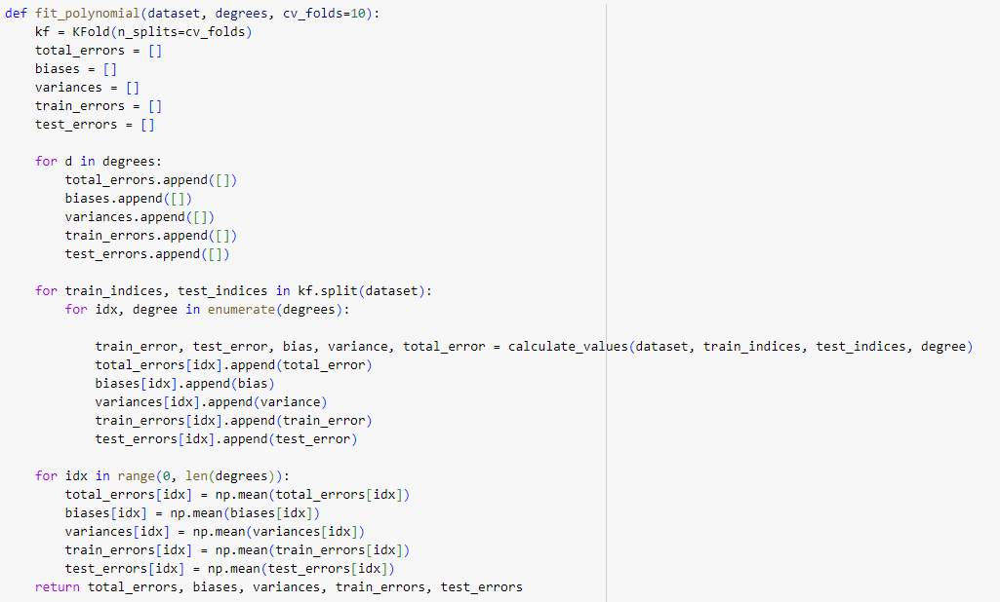 def fit_polynomial(dataset, degrees, cv_folds=10):
    kf = KFold(n_splits=cv_folds)
    total_errors = []
    biases = []
    variances = []
    train_errors = []
    test_errors = []

    for d in degrees:
        total_errors.append([])
        biases.append([])
        variances.append([])
        train_errors.append([])
        test_errors.append([])

    for train_indices, test_indices in kf.split(dataset):
        for idx, degree in enumerate(degrees):

            train_error, test_error, bias, variance, total_error = calculate_values(dataset, train_indices, test_indices, degree)
            total_errors[idx].append(total_error)
            biases[idx].append(bias)
            variances[idx].append(variance)
            train_errors[idx].append(train_error)
            test_errors[idx].append(test_error)

    for idx in range(0, len(degrees)):
        total_errors[idx] = np.mean(total_errors[idx])
        biases[idx] = np.mean(biases[idx])
        variances[idx] = np.mean(variances[idx])
        train_errors[idx] = np.mean(train_errors[idx])
        test_errors[idx] = np.mean(test_errors[idx])
    return total_errors, biases, variances, train_errors, test_errors